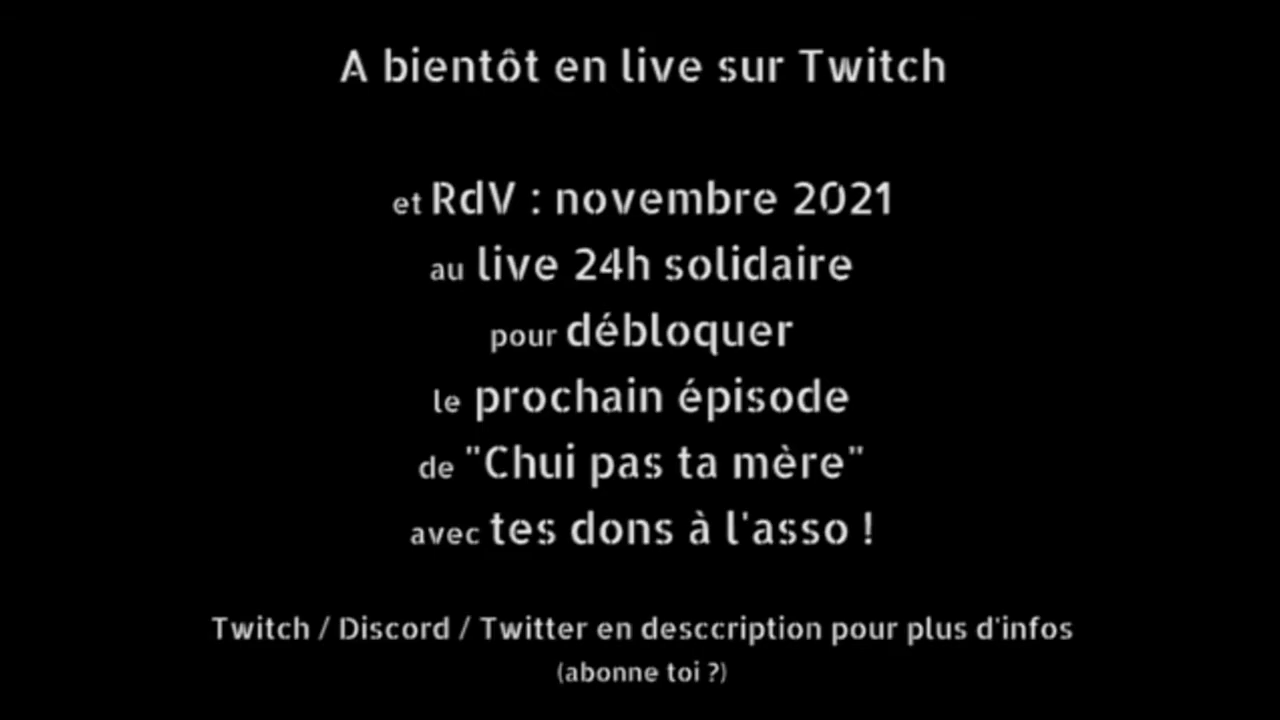 A bientôt en live sur Twitch
et RdV : novembre 2021
au live 24h solidaire
pour débloquer
le prochain épisode
de "Chui pas ta mère"
avec tes dons à l'asso !
Twitch / Discord / Twitter en desccription pour plus d'infos
(abonne toi ?)